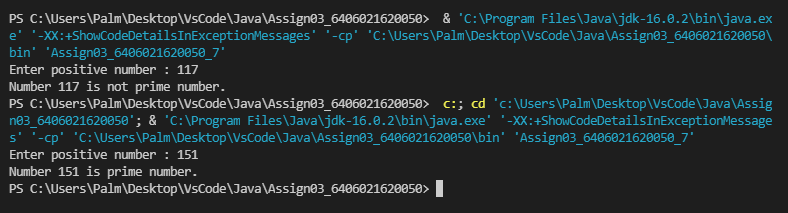 PS C:\Users\Palm\Desktop\VsCode\Java\Assign03_6406021620050>  & 'C:\Program Files\Java\jdk-16.0.2\bin\java.ex
e' '-XX:+ShowCodeDetailsInExceptionMessages' '-cp' 'C:\Users\Palm\Desktop\VsCode\Java\Assign03_6406021620050\
bin' 'Assign03_6406021620050_7'
Enter positive number : 117
Number 117 is not prime number.
PS C:\Users\Palm\Desktop\VsCode\Java\Assign03_6406021620050>  c:; cd 'c:\Users\Palm\Desktop\VsCode\Java\Assig
n03_6406021620050'; & 'C:\Program Files\Java\jdk-16.0.2\bin\java.exe' '-XX:+ShowCodeDetailsInExceptionMessage
s' '-cp' 'C:\Users\Palm\Desktop\VsCode\Java\Assign03_6406021620050\bin' 'Assign03_6406021620050_7'
Enter positive number : 151
Number 151 is prime number.
PS C:\Users\Palm\Desktop\VsCode\Java\Assign03_6406021620050>